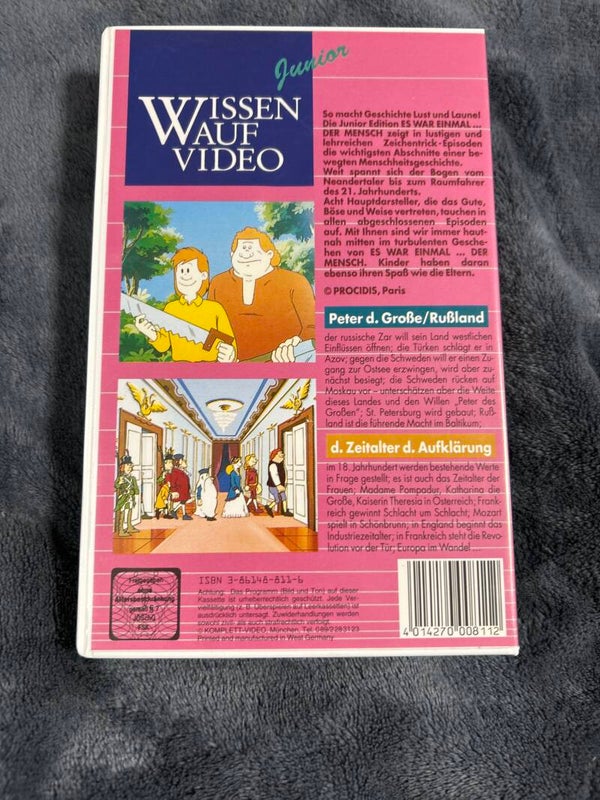 Junior
WISSEN
AUF
VIDEO
So macht Geschichte Lust und Laune!
Die Junior Edition ES WAR EINMAL ...
DER MENSCH zeigt in lustigen und
lehrreichen Zeichentrick-Episoden
die wichtigsten Abschnitte einer be-
wegten Menschheitsgeschichte.
Weit spannt sich der Bogen vom
Neandertaler bis zum Raumfahrer
des 21. Jahrhunderts.
Acht Hauptdarsteller, die das Gute,
Böse und Weise vertreten, tauchen in
allen abgeschlossenen Episoden
auf. Mit Ihnen sind wir immer haut-
nah mitten im turbulenten Gesche-
hen von ES WAR EINMAL ... DER
MENSCH. Kinder haben daran
ebenso ihren Spaß wie die Eltern.
© PROCIDIS, Paris
Peter d. Große/Rußland
der russische Zar will sein Land westlichen
Einflüssen öffnen; die Türken schlägt er in
Azov; gegen die Schweden will er einen Zu-
gang zur Ostsee erzwingen, wird aber zu-
nächst besiegt; die Schweden rücken auf
Moskau vor – unterschätzen aber die Weite
dieses Landes und den Willen „Peter des
Großen"; St. Petersburg wird gebaut; Ruß-
land ist die führende Macht im Baltikum;
d. Zeitalter d. Aufklärung
im 18. Jahrhundert werden bestehende Werte
in Frage gestellt; es ist auch das Zeitalter der
Frauen; Madame Pompadur, Katharina die
Große, Kaiserin Theresia in Österreich; Frank-
reich gewinnt Schlacht um Schlacht; Mozart
spielt in Schönbrunn; in England beginnt das
Industriezeitalter; in Frankreich steht die Revo-
lution vor der Tür; Europa im Wandel ....
ISBN 3-86148-811-6
Achtung: Das Programm (Bild und Ton) auf dieser
Kassette ist urheberrechtlich geschützt. Jede Ver-
vielfältigung (z. B. Überspielen auf Leerkassetten) ist
ausdrücklich untersagt. Zuwiderhandlungen werden
sowohl zivil- als auch strafrechtlich verfolgt.
© KOMPLETT-VIDEO, München, Tel. 089/2283123
Printed and manufactured in West Germany
Freigegeben
ohne
Altersbeschränkung
gemäß § 7
JÖSchG
FSK
4 014270 008112